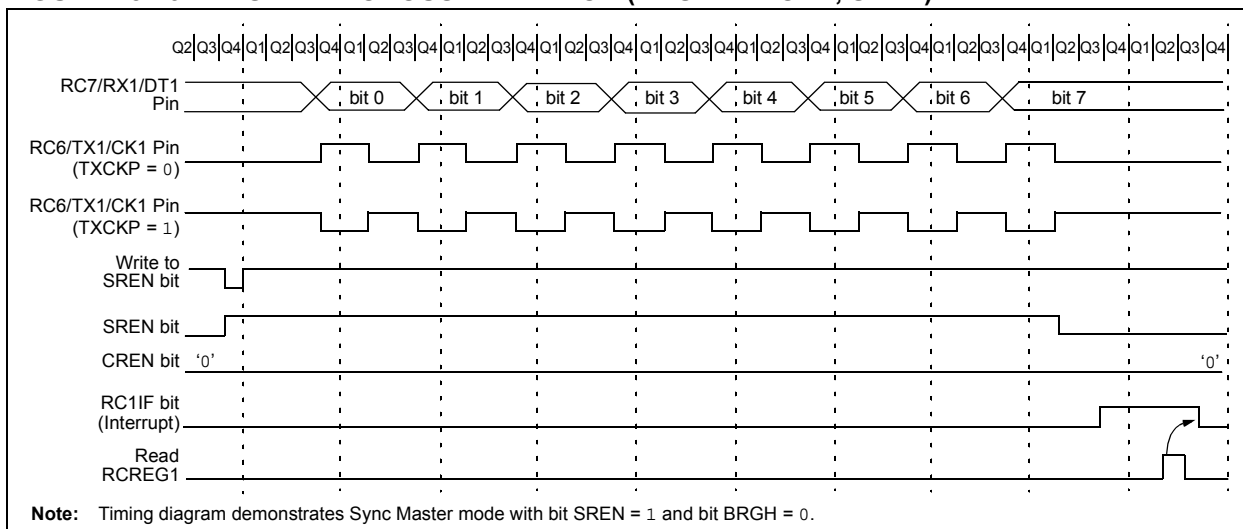 Q2 Q3 Q4 Q1 Q2 Q3 Q4 Q1 Q2 Q3 Q4 Q1 Q2 Q3 Q4 Q1 Q2 Q3 Q4 Q1 Q2 Q3 Q4 Q1 Q2 Q3 Q4 Q1 Q2 Q3 Q4 Q1 Q2 Q3 Q4 Q1 Q2 Q3 Q4 Q1 Q2 Q3 Q4
RC7/RX1/DT1
Pin
bit 0 bit 1 bit 2 bit 3 bit 4 bit 5 bit 6 bit 7
RC6/TX1/CK1 Pin
(TXCKP = 0)
RC6/TX1/CK1 Pin
(TXCKP = 1)
Write to
SREN bit
SREN bit
CREN bit ‘0’ ‘0’
RC1IF bit
(Interrupt)
Read
RCREG1
Note: Timing diagram demonstrates Sync Master mode with bit SREN = 1 and bit BRGH = 0.